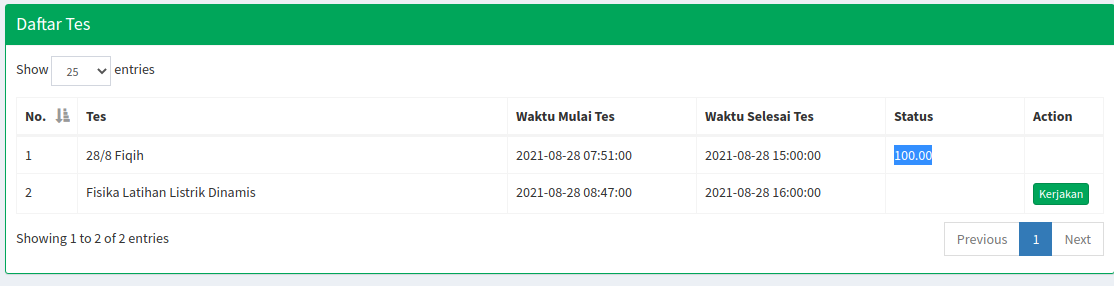 Daftar Tes
Show 25 entries
No. Tes Waktu Mulai Tes Waktu Selesai Tes Status Action
1 28/8 Fiqih 2021-08-28 07:51:00 2021-08-28 15:00:00 100.00
2 Fisika Latihan Listrik Dinamis 2021-08-28 08:47:00 2021-08-28 16:00:00 Kerjakan
Showing 1 to 2 of 2 entries Previous 1 Next